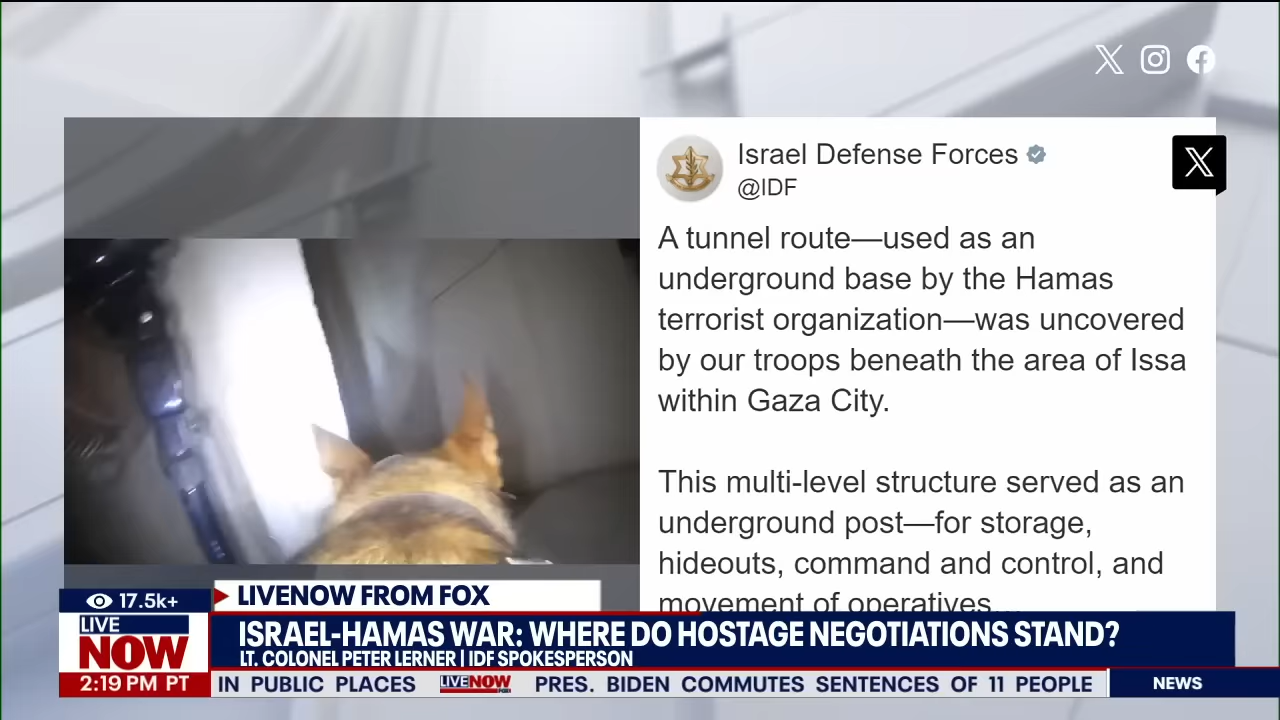 Israel Defense Forces
@IDF
A tunnel route—used as an
underground base by the Hamas
terrorist organization—was uncovered
by our troops beneath the area of Issa
within Gaza City.
This multi-level structure served as an
underground post—for storage,
hideouts, command and control, and
movement of operatives...
17.5k+
LIVENOW FROM FOX
LIVE
NOW
ISRAEL-HAMAS WAR: WHERE DO HOSTAGE NEGOTIATIONS STAND?
LT. COLONEL PETER LERNER | IDF SPOKESPERSON
2:19 PM PT
IN PUBLIC PLACES LIVENOW FOX PRES. BIDEN COMMUTES SENTENCES OF 11 PEOPLE
NEWS